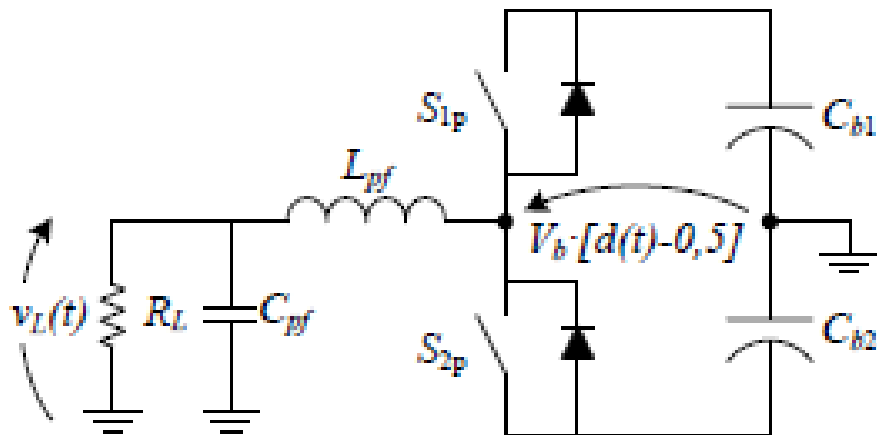 S1p
Cb1
Lpf
Vb·[d(t)-0,5]
vL(t)
RL
Cpf
S2p
Cb2